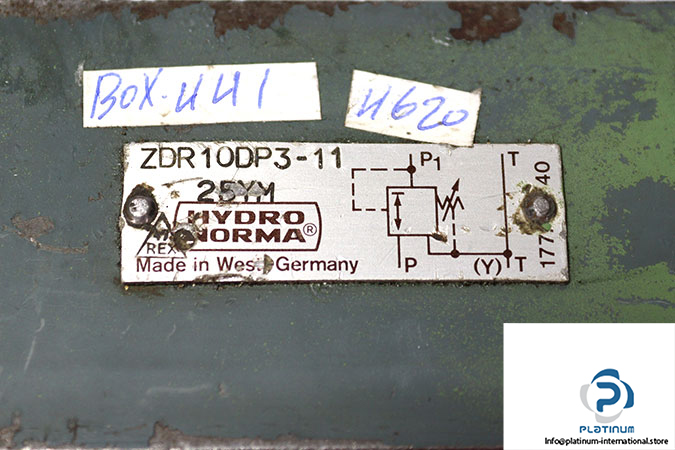 BOX-441
4620
ZDR10DP3-11
25YM
HYDRO
NORMA®
REX
Made in West Germany
P1
T
P
(Y)
T
177 40
PLATINUM
Info@platinum-international.store